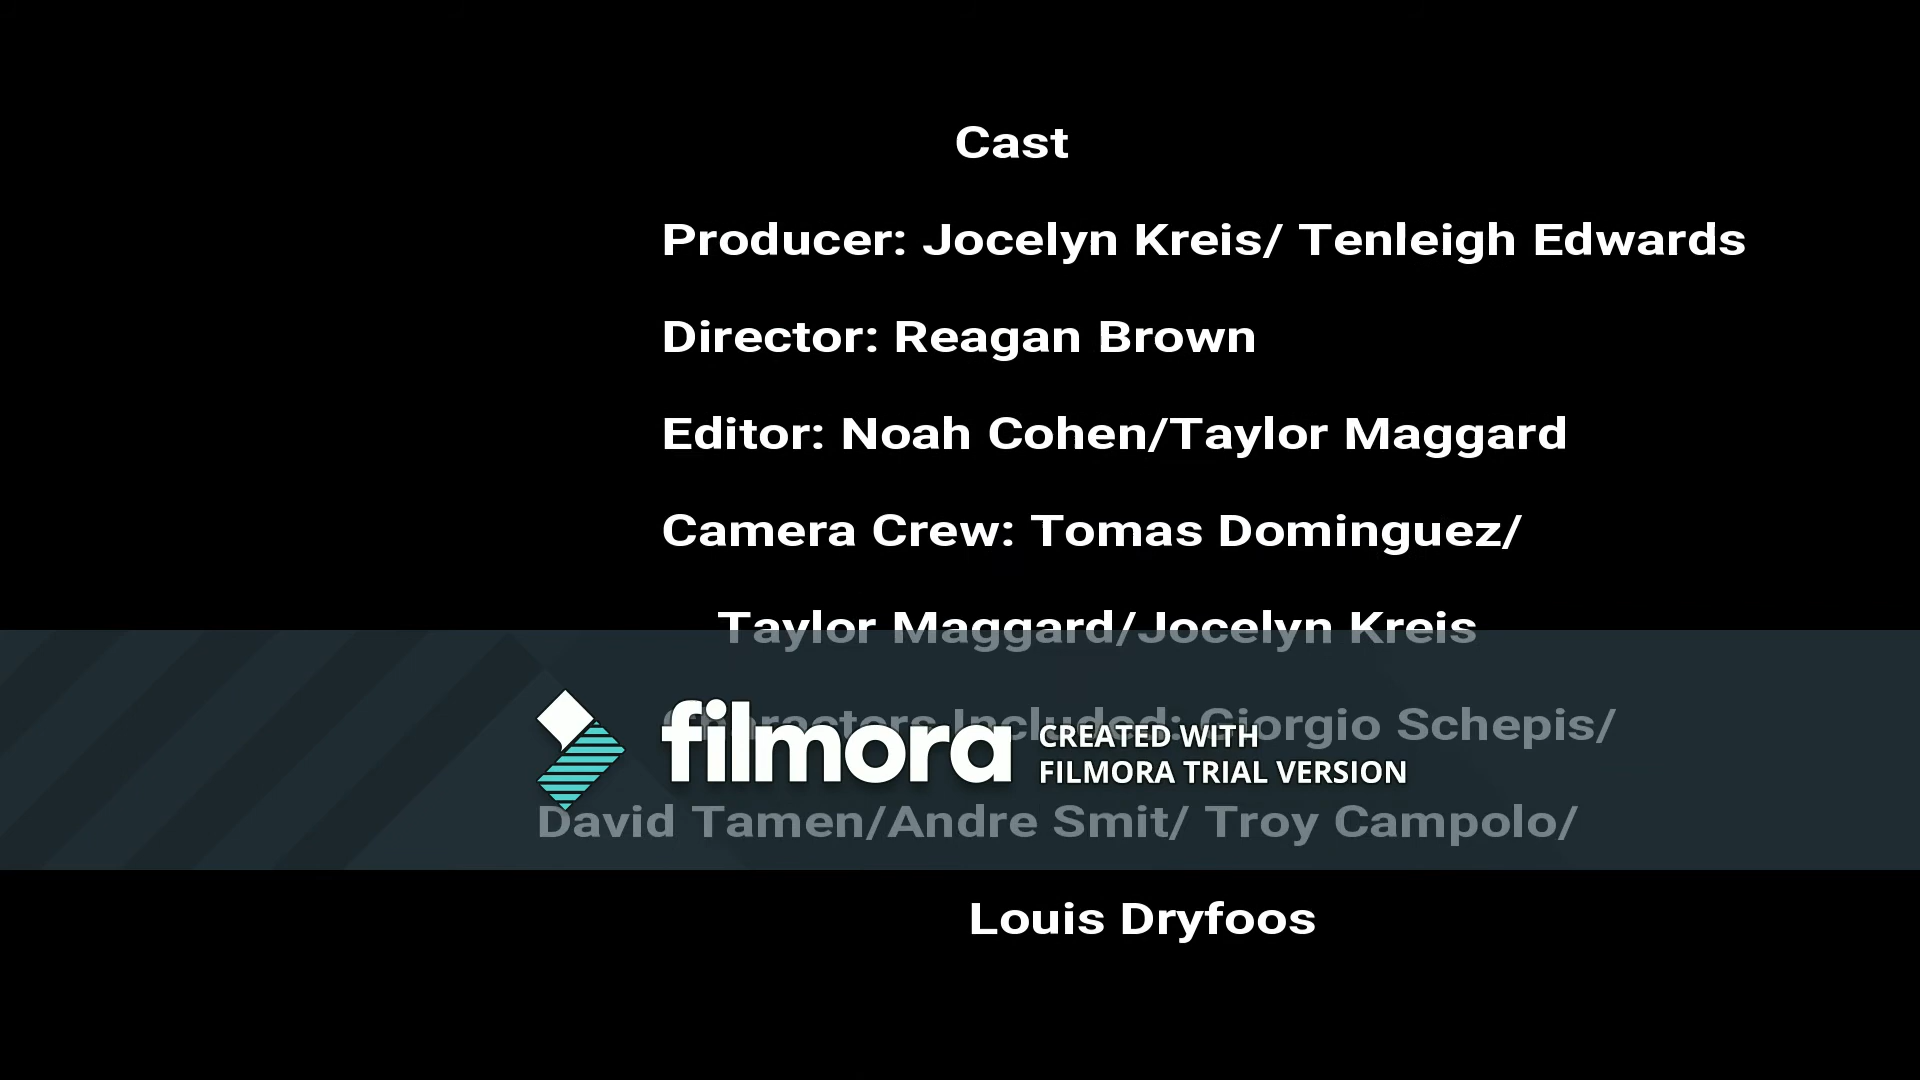 Cast
Producer: Jocelyn Kreis/ Tenleigh Edwards
Director: Reagan Brown
Editor: Noah Cohen/Taylor Maggard
Camera Crew: Tomas Dominguez/
Taylor Maggard/Jocelyn Kreis
Characters Included: Giorgio Schepis/
filmora CREATED WITH
FILMORA TRIAL VERSION
David Tamen/Andre Smit/ Troy Campolo/
Louis Dryfoos